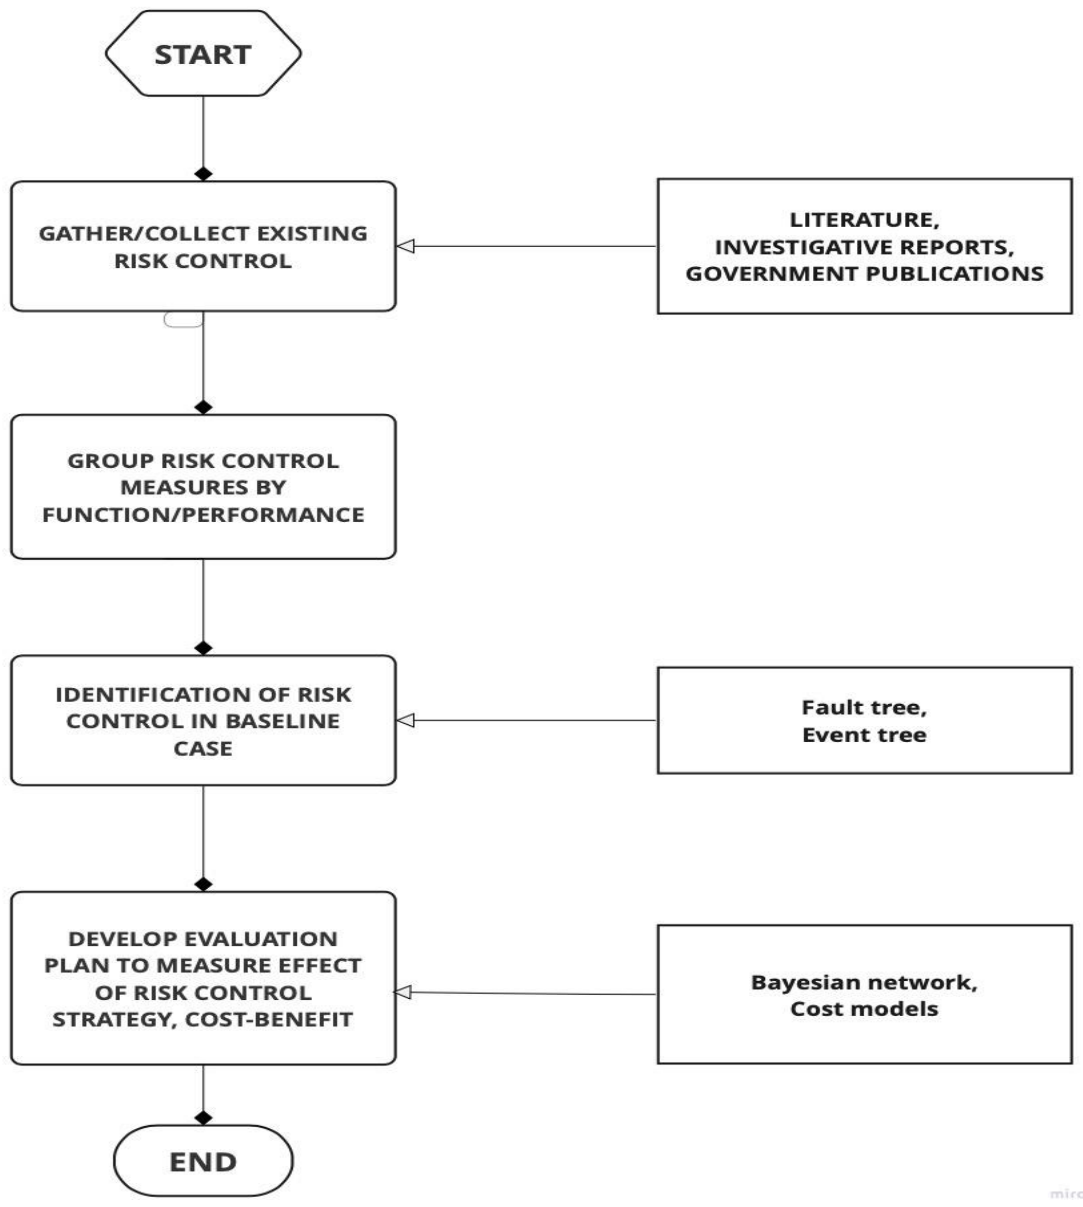 START
GATHER/COLLECT EXISTING
RISK CONTROL
LITERATURE,
INVESTIGATIVE REPORTS,
GOVERNMENT PUBLICATIONS
GROUP RISK CONTROL
MEASURES BY
FUNCTION/PERFORMANCE
IDENTIFICATION OF RISK
CONTROL IN BASELINE
CASE
Fault tree,
Event tree
DEVELOP EVALUATION
PLAN TO MEASURE EFFECT
OF RISK CONTROL
STRATEGY, COST-BENEFIT
Bayesian network,
Cost models
END